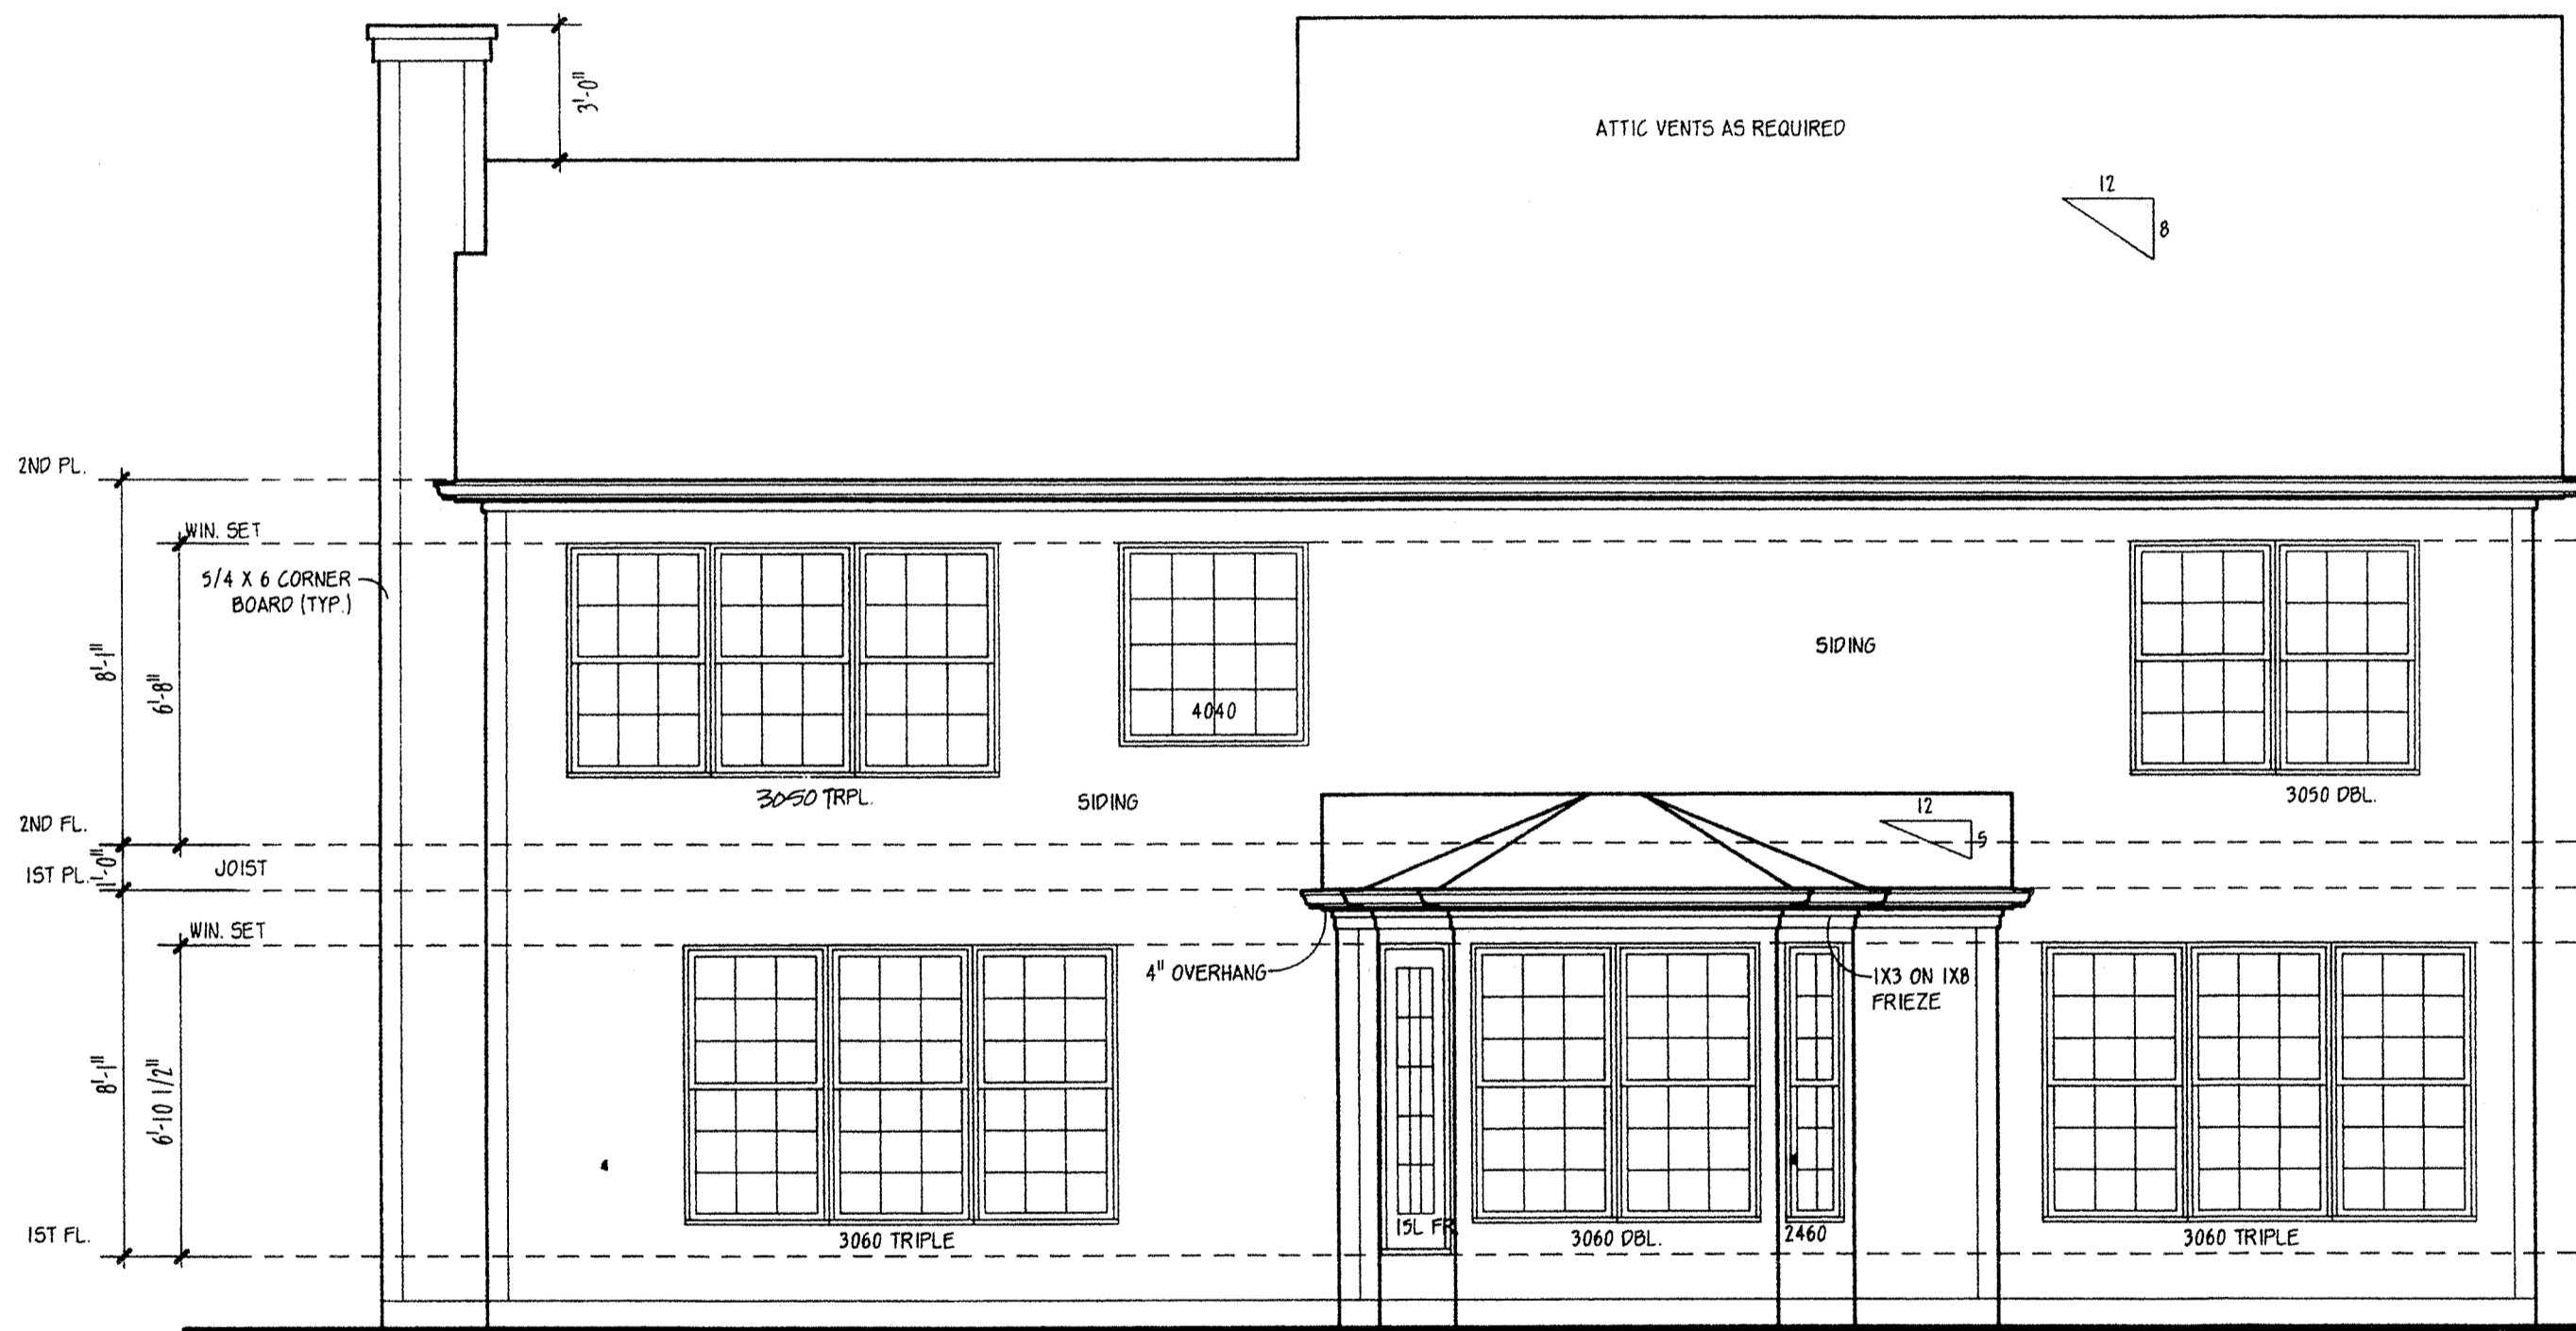 3'-0"
ATTIC VENTS AS REQUIRED
12
8
2ND PL.
WIN. SET
5/4 X 6 CORNER
BOARD (TYP.)
8'-1"
6'-8"
SIDING
4040
3050 TRPL.
SIDING
3050 DBL.
12
5
2ND FL.
1'-0"
JOIST
1ST PL.
WIN. SET
4" OVERHANG
1X3 ON 1X8
FRIEZE
8'-1"
6'-10 1/2"
1ST FL.
3060 TRIPLE
15L FR
3060 DBL.
2460
3060 TRIPLE